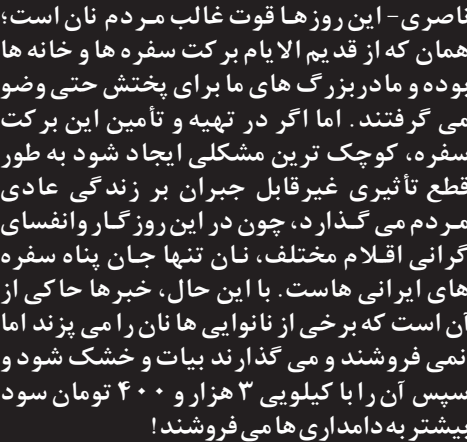 ناصری- این روزها قوت غالب مردم نان است؛
همان که از قدیم الایام برکت سفره ها و خانه ها
بوده و مادربزرگ های ما برای پختش حتی وضو
می گرفتند. اما اگر در تهیه و تأمین این برکت
سفره، کوچک ترین مشکلی ایجاد شود به طور
قطع تأثیری غیرقابل جبران بر زندگی عادی
مردم می گذارد، چون در این روزگار وانفسای
گرانی اقلام مختلف، نان تنها جان پناه سفره
های ایرانی هاست. با این حال، خبرها حاکی از
آن است که برخی از نانوایی ها نان را می پزند اما
نمی فروشند و می گذارند بیات و خشک شود و
سپس آن را با کیلویی ۳ هزار و ۴۰۰ تومان سود
بیشتر به دامداری ها می فروشند!